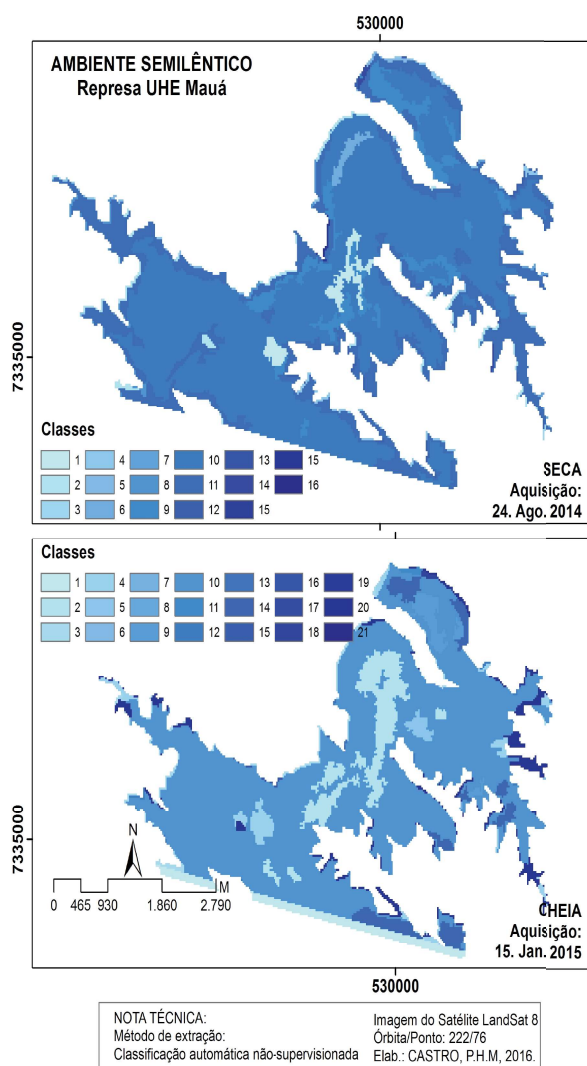 530000
AMBIENTE SEMILÊNTICO
Represa UHE Mauá
7335000
Classes
1 4 7 10 13 15
2 5 8 11 14 16
3 6 9 12 15
SECA
Aquisição:
24. Ago. 2014
Classes
1 4 7 10 13 16 19
2 5 8 11 14 17 20
3 6 9 12 15 18 21
7335000
N
M
0 465 930 1.860 2.790
CHEIA
Aquisição:
15. Jan. 2015
530000
NOTA TÉCNICA:
Método de extração:
Classificação automática não-supervisionada
Imagem do Satélite LandSat 8
Órbita/Ponto: 222/76
Elab.: CASTRO, P.H.M, 2016.